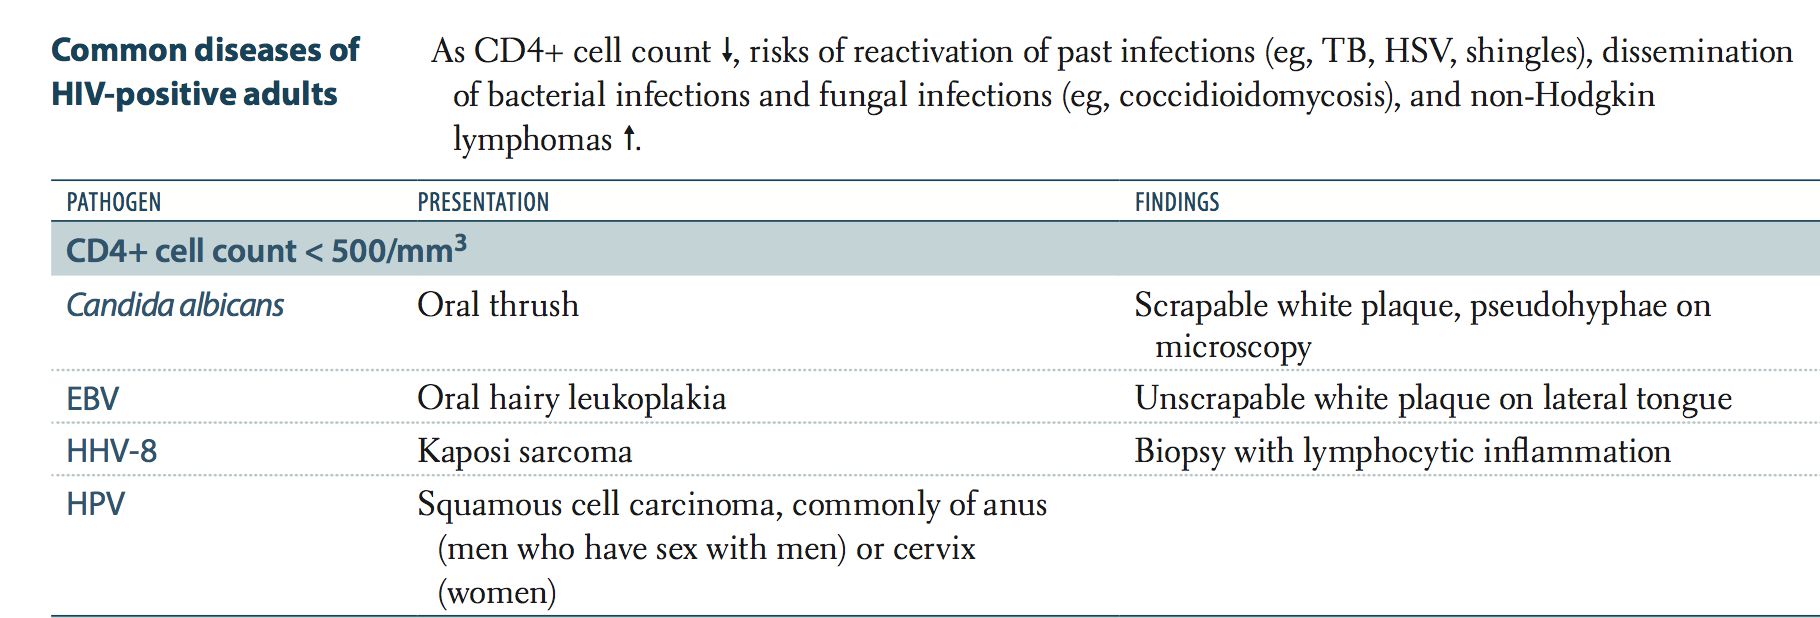 Common diseases of
HIV-positive adults
As CD4+ cell count ↓, risks of reactivation of past infections (eg, TB, HSV, shingles), dissemination
of bacterial infections and fungal infections (eg, coccidioidomycosis), and non-Hodgkin
lymphomas ↑.
PATHOGEN PRESENTATION FINDINGS
CD4+ cell count < 500/mm³
Candida albicans Oral thrush Scrapable white plaque, pseudohyphae on
microscopy
EBV Oral hairy leukoplakia Unscrapable white plaque on lateral tongue
HHV-8 Kaposi sarcoma Biopsy with lymphocytic inflammation
HPV Squamous cell carcinoma, commonly of anus
(men who have sex with men) or cervix
(women)